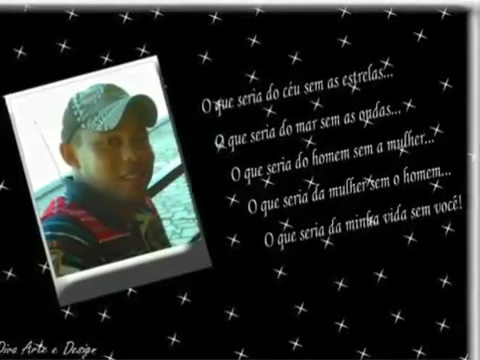 O que seria do céu sem as estrelas...
O que seria do mar sem as ondas...
O que seria do homem sem a mulher...
O que seria da mulher sem o homem...
O que seria da minha vida sem você!
Diva Arte e Design